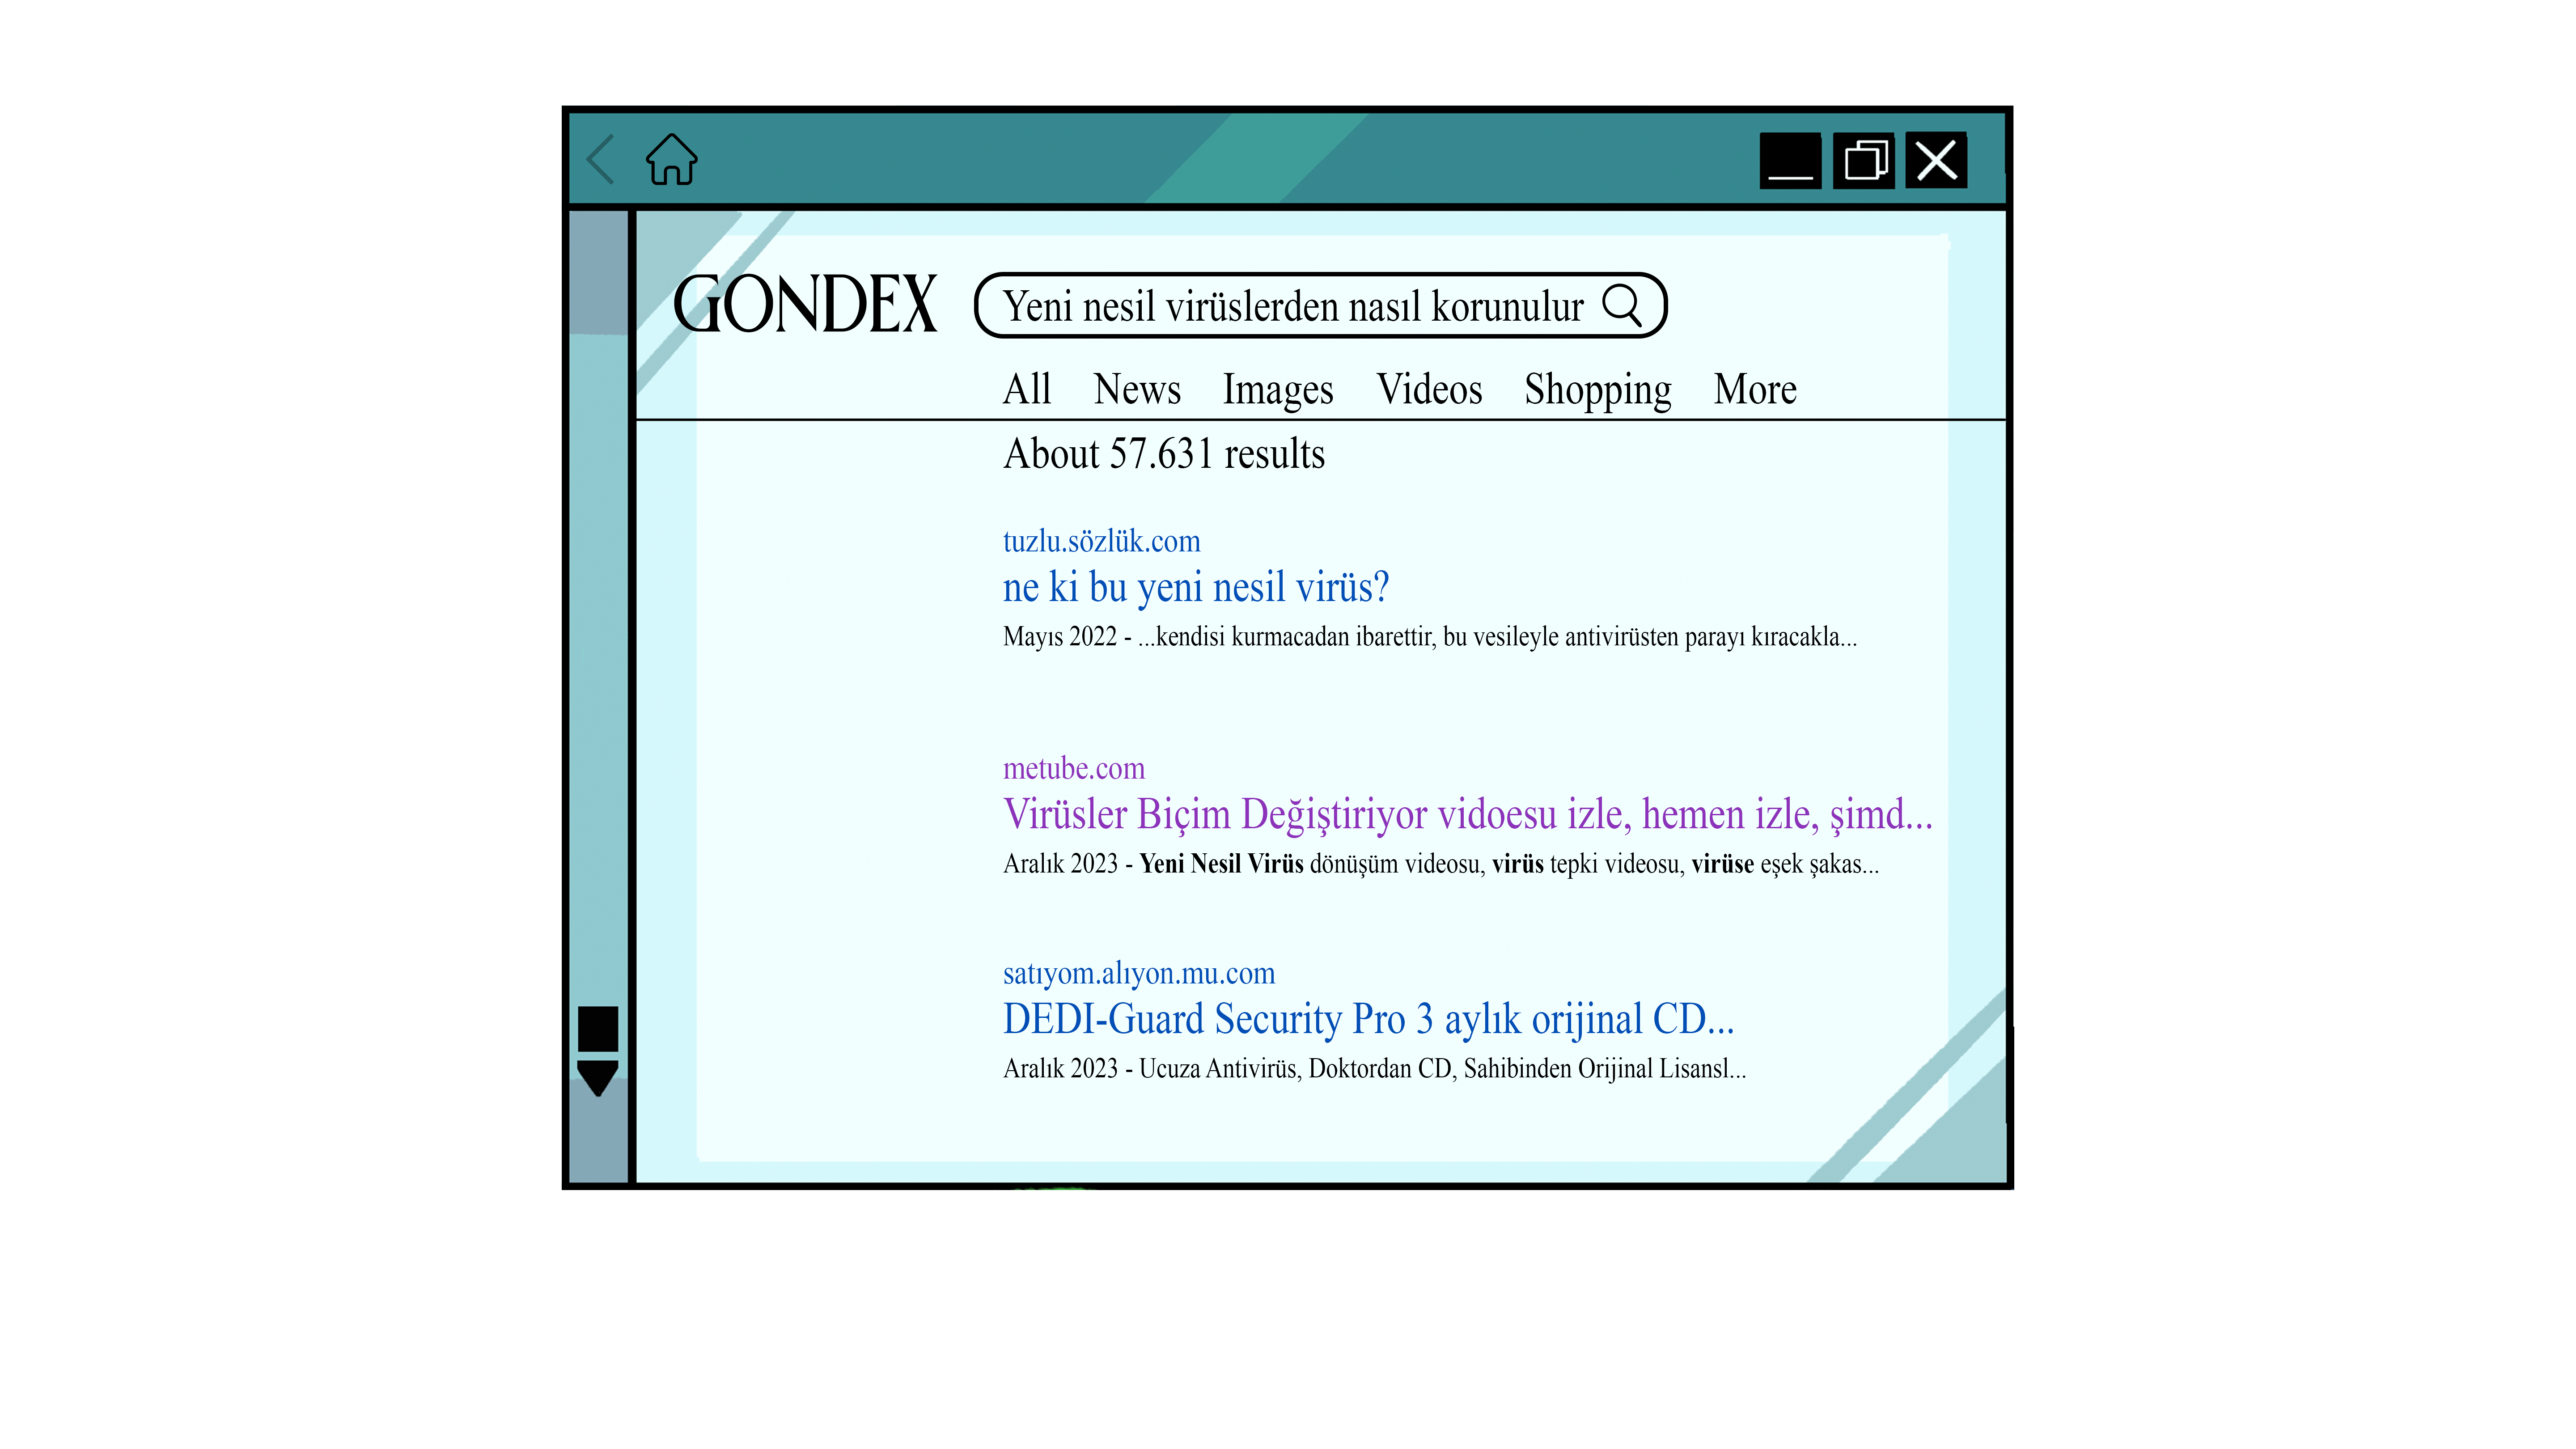 GONDEX
Yeni nesil virüslerden nasıl korunulur
All News Images Videos Shopping More
About 57.631 results
tuzlu.sözlük.com
ne ki bu yeni nesil virüs?
Mayıs 2022 - ...kendisi kurmacadan ibarettir, bu vesileyle antivirüsten parayı kıracakla...
metube.com
Virüsler Biçim Değiştiriyor vidoesu izle, hemen izle, şimd...
Aralık 2023 - Yeni Nesil Virüs dönüşüm videosu, virüs tepki videosu, virüse eşek şakas...
satıyom.alıyon.mu.com
DEDI-Guard Security Pro 3 aylık orijinal CD...
Aralık 2023 - Ucuza Antivirüs, Doktordan CD, Sahibinden Orijinal Lisansl...